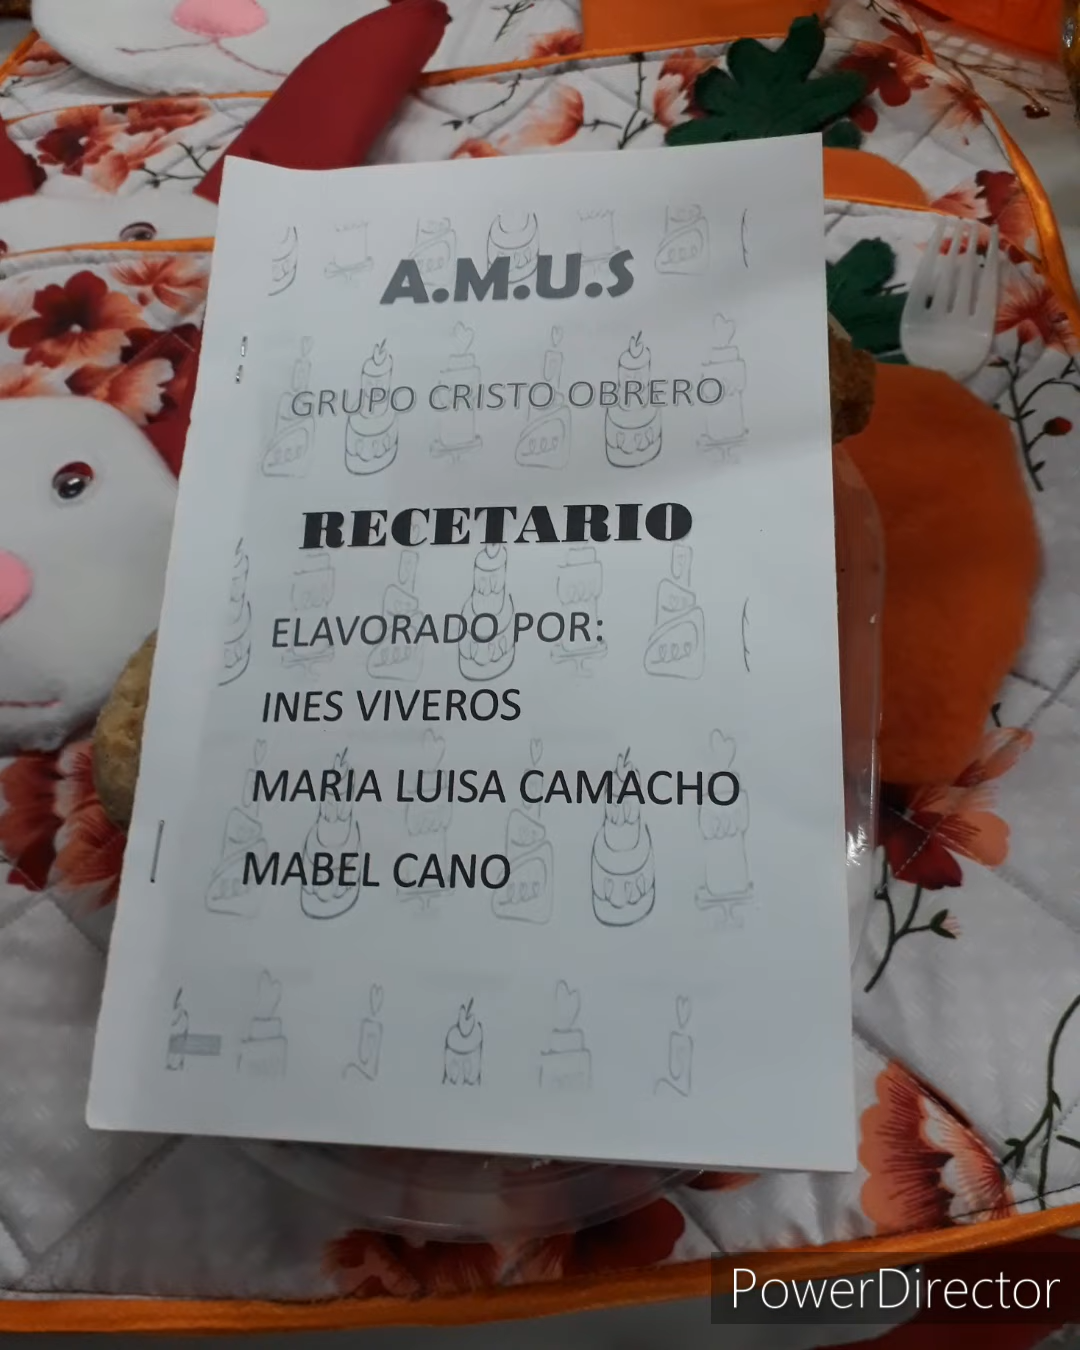 A.M.U.S
GRUPO CRISTO OBRERO
RECETARIO
ELAVORADO POR:
INES VIVEROS
MARIA LUISA CAMACHO
MABEL CANO
PowerDirector